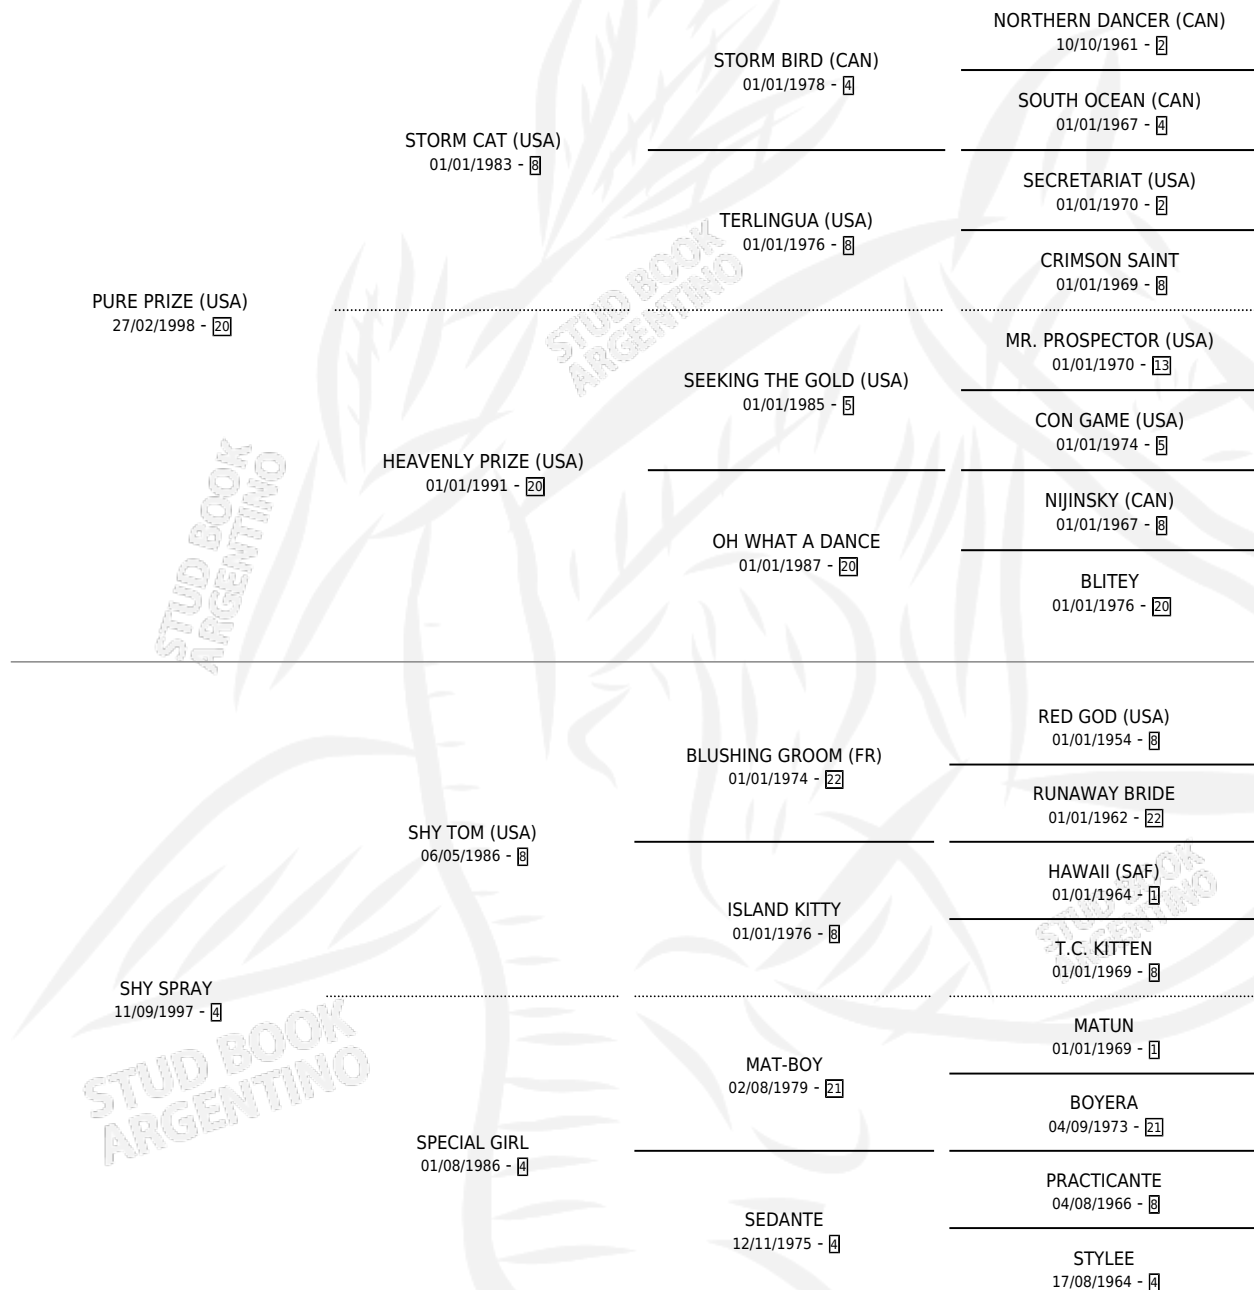 NORTHERN DANCER (CAN)
10/10/1961 - 2
STORM BIRD (CAN)
01/01/1978 - 4
SOUTH OCEAN (CAN)
01/01/1967 - 4
STORM CAT (USA)
01/01/1983 - 8
SECRETARIAT (USA)
01/01/1970 - 2
TERLINGUA (USA)
01/01/1976 - 8
CRIMSON SAINT
01/01/1969 - 8
PURE PRIZE (USA)
27/02/1998 - 20
MR. PROSPECTOR (USA)
01/01/1970 - 13
SEEKING THE GOLD (USA)
01/01/1985 - 5
CON GAME (USA)
01/01/1974 - 5
HEAVENLY PRIZE (USA)
01/01/1991 - 20
NIJINSKY (CAN)
01/01/1967 - 8
OH WHAT A DANCE
01/01/1987 - 20
BLITEY
01/01/1976 - 20
RED GOD (USA)
01/01/1954 - 8
BLUSHING GROOM (FR)
01/01/1974 - 22
RUNAWAY BRIDE
01/01/1962 - 22
SHY TOM (USA)
06/05/1986 - 8
HAWAII (SAF)
01/01/1964 - 1
ISLAND KITTY
01/01/1976 - 8
T.C. KITTEN
01/01/1969 - 8
SHY SPRAY
11/09/1997 - 4
MATUN
01/01/1969 - 1
MAT-BOY
02/08/1979 - 21
BOYERA
04/09/1973 - 21
SPECIAL GIRL
01/08/1986 - 4
PRACTICANTE
04/08/1966 - 8
SEDANTE
12/11/1975 - 4
STYLEE
17/08/1964 - 4
STUD BOOK
ARGENTINO
STUD BOOK
ARGENTINO
STUD BOOK
ARGENTINO
STUD BOOK
ARGENTINO